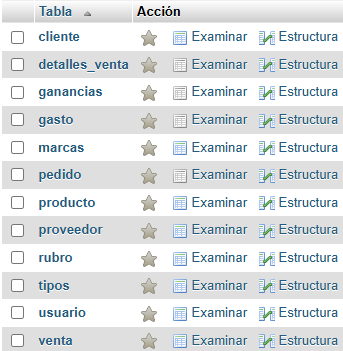 Tabla Acción
cliente Examinar Estructura
detalles_venta Examinar Estructura
ganancias Examinar Estructura
gasto Examinar Estructura
marcas Examinar Estructura
pedido Examinar Estructura
producto Examinar Estructura
proveedor Examinar Estructura
rubro Examinar Estructura
tipos Examinar Estructura
usuario Examinar Estructura
venta Examinar Estructura